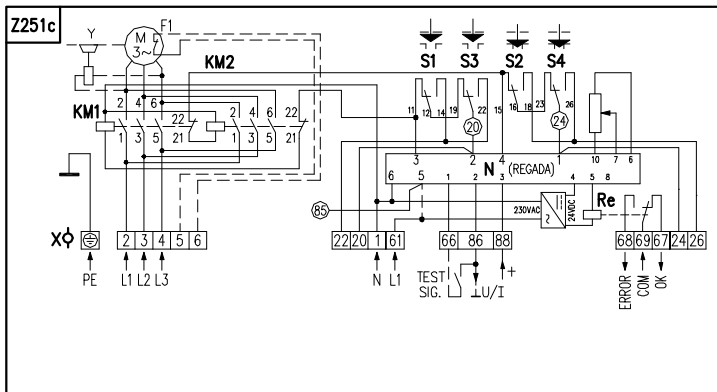 Z251c
Y
F1
M
3~
KM2
S1 S3 S2 S4
2 4 6
22
22
KM1
1 3 5
21
2 4 6
1 3 5
21
11
12 14 19 22
15
16 18 23 26
20
24
10 7 6
3 2 4 N (REGADA) 1
6 5 1 2 3 4 5 8
85
230VAC
24VDC
Re
X
2 3 4 5 6
22 20 1 61
66 86 88
68 69 67 24 26
PE
L1 L2 L3
N L1
TEST
SIG.
⊥U/I
+
ERROR
COM
OK